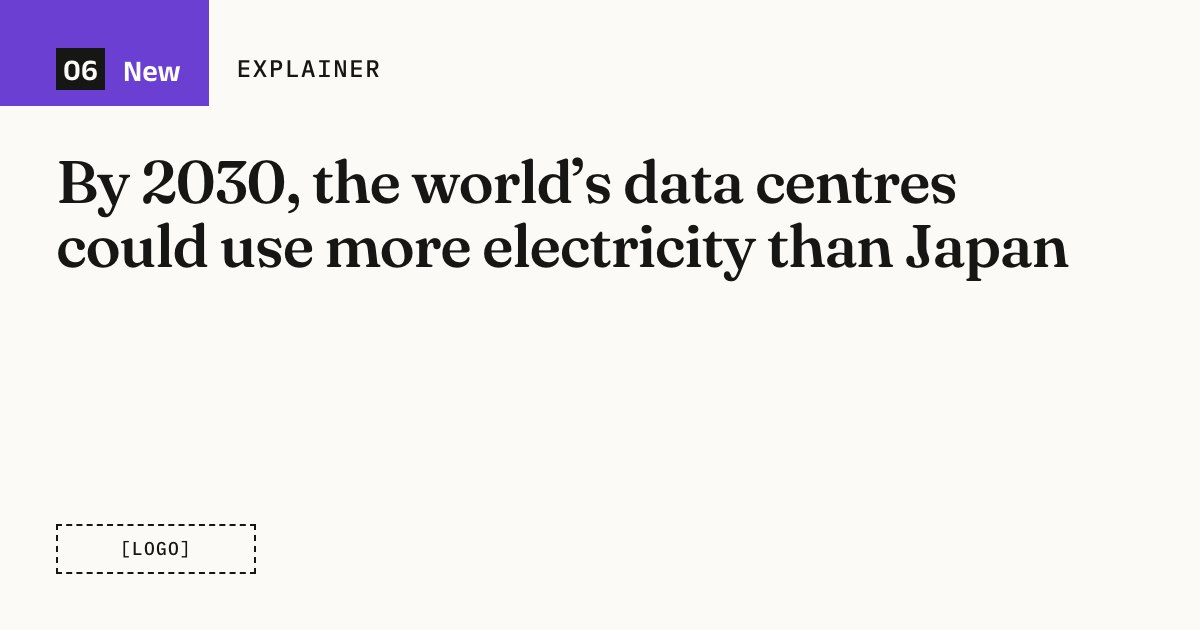 06 New EXPLAINER
By 2030, the world’s data centres
could use more electricity than Japan
[LOGO]